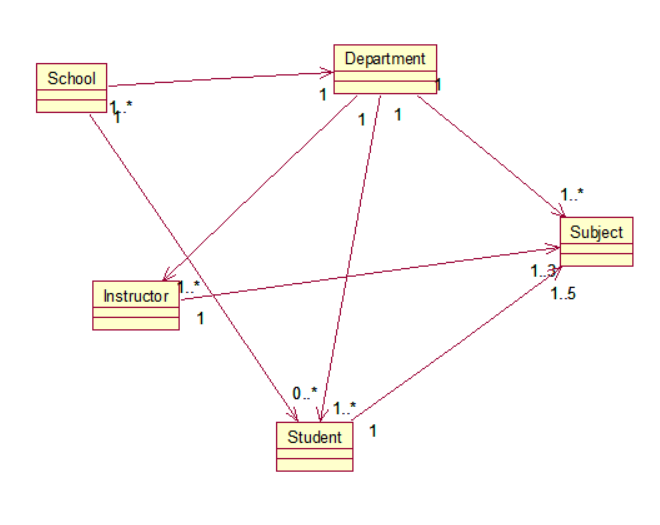 Department
School
1
1
1..*
1
1
1
1..*
Subject
1..3
Instructor
1..*
1
1..5
0..*
1..*
Student
1